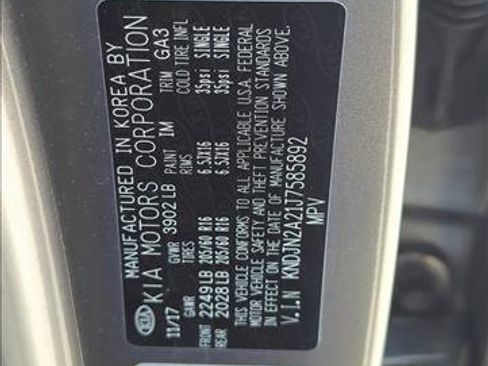 MANUFACTURED IN KOREA BY
KIA KIA MOTORS CORPORATION
11/17 GVWR 3902 LB PAINT IM TRIM GA3
GAWR TIRES RIMS COLD TIRE INFL
FRONT 2249 LB 205/60 R16 6.5JX16 35psi SINGLE
REAR 2028 LB 205/60 R16 6.5JX16 35psi SINGLE
THIS VEHICLE CONFORMS TO ALL APPLICABLE U.S.A. FEDERAL
MOTOR VEHICLE SAFETY AND THEFT PREVENTION STANDARDS
IN EFFECT ON THE DATE OF MANUFACTURE SHOWN ABOVE.
V.I.N KNDJN2A21J7585892
MPV